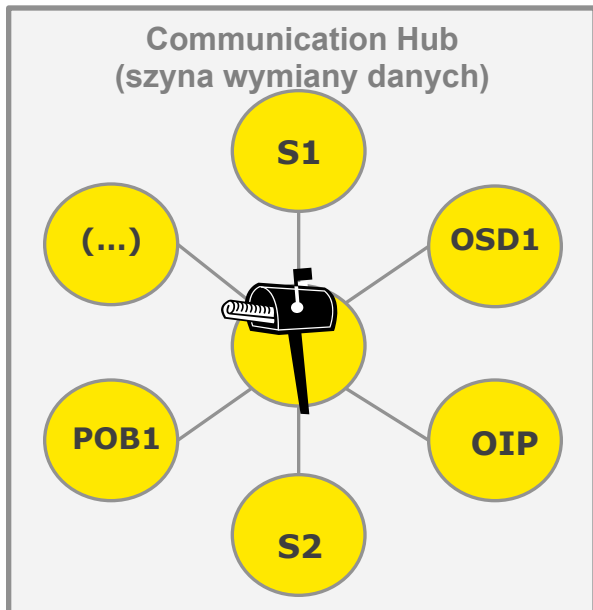 Communication Hub
(szyna wymiany danych)
S1
(...)
OSD1
POB1
OIP
S2